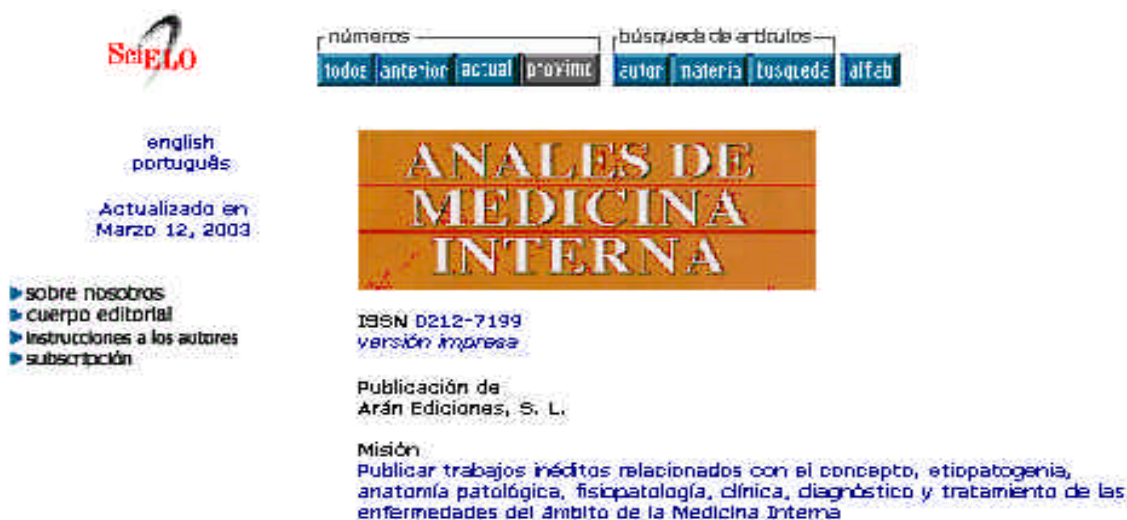 SciELO
números
búsqueda de artículos
todos anterior actual proximo autor materia busqueda alfab
english
português
Actualizado en
Marzo 12, 2003
sobre nosotros
cuerpo editorial
instrucciones a los autores
subscripción
ANALES DE
MEDICINA
INTERNA
ISSN 0212-7199
versión impresa
Publicación de
Arán Ediciones, S. L.
Misión
Publicar trabajos inéditos relacionados con el concepto, etiopatogenia,
anatomía patológica, fisiopatología, clínica, diagnóstico y tratamiento de las
enfermedades del ámbito de la Medicina Interna